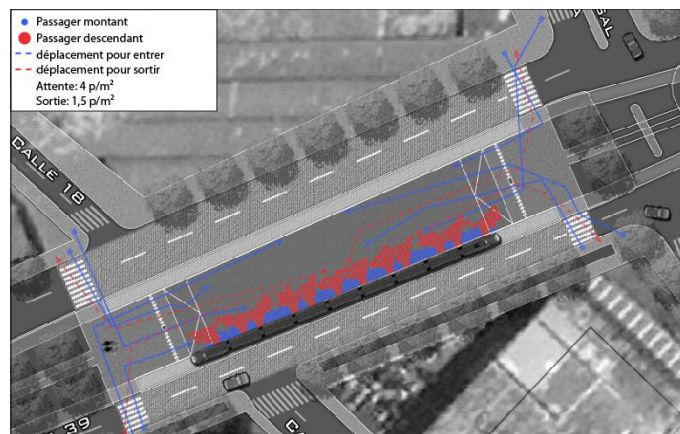 Passager montant
Passager descendant
déplacement pour entrer
déplacement pour sortir
Attente: 4 p/m²
Sortie: 1,5 p/m²
CALLE 18
39